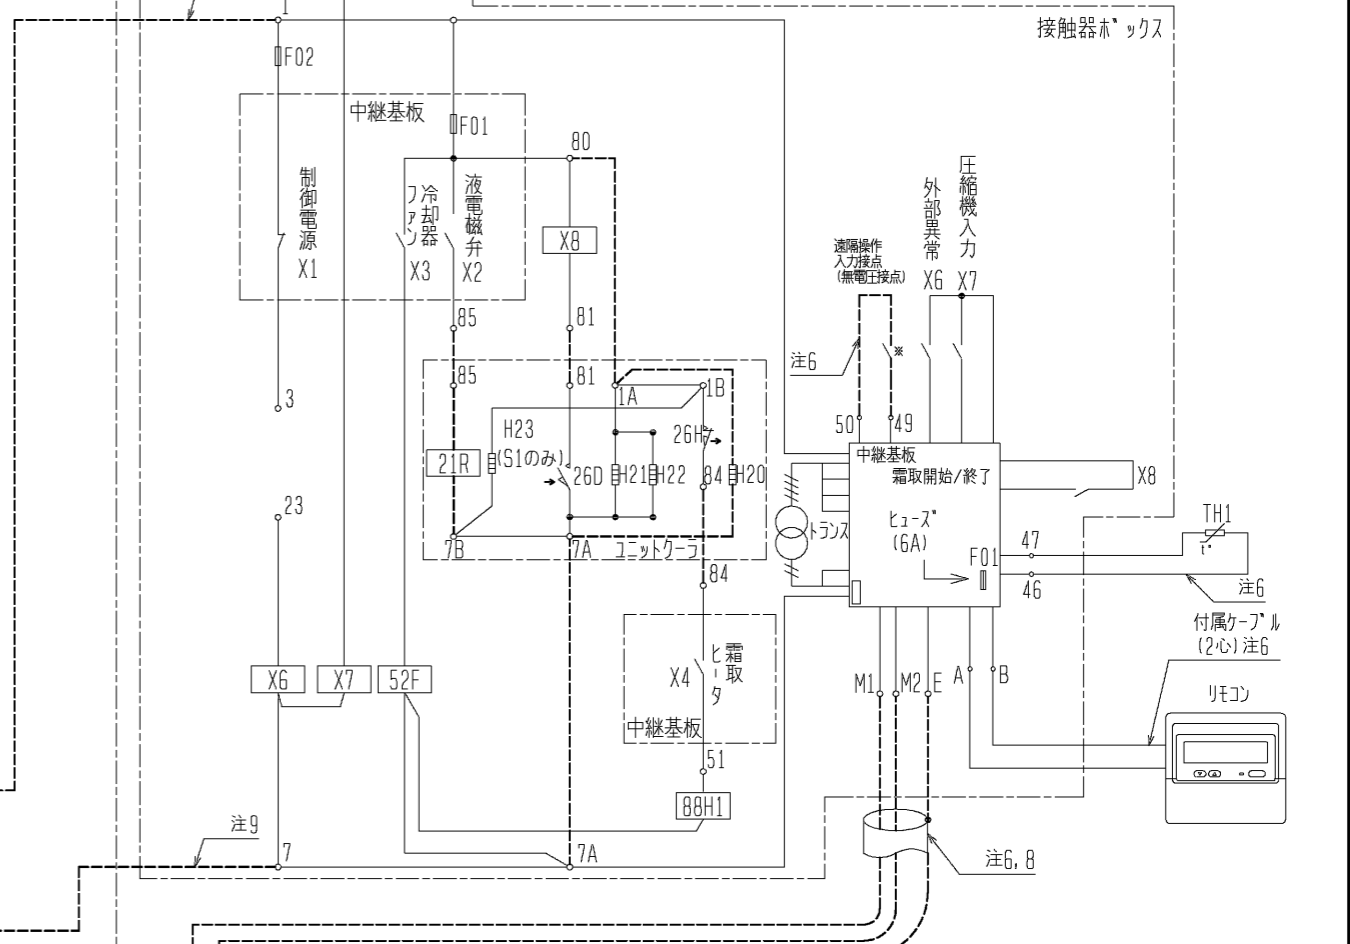 1
接触器ボックス
F02
中継基板
F01
80
制御電源
X1
冷却器
ファン
X3
液電磁弁
X2
X8
外部異常
X6
圧縮機入力
X7
遠隔操作
入力接点
(無電圧接点)
85
81
注6
※
85
81
1A
1B
3
H23
(S1のみ)
26H
50
49
中継基板
霜取開始/終了
21R
26D
H21
H22
84
H20
X8
23
トランス
ヒューズ
(6A)
F01
TH1
t°
47
46
7B
7A
ユニットクーラ
84
注6
付属ケーブル
(2心)注6
X6
X7
52F
X4
霜取
ヒータ
中継基板
M1
M2
E
A
B
リモコン
51
88H1
注9
7
7A
注6,8